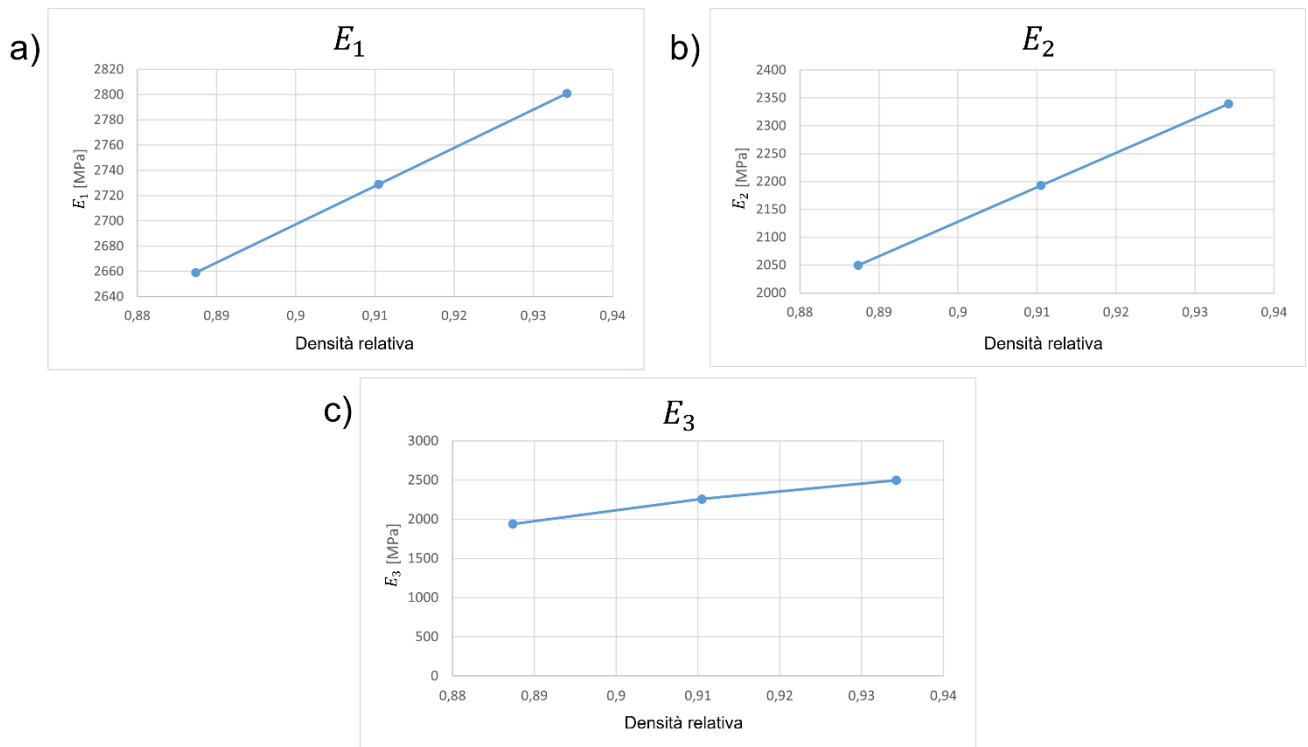 a)
E₁
2820
2800
2780
2760
2740
2720
2700
2680
2660
2640
E₁ [MPa]
0,88 0,89 0,9 0,91 0,92 0,93 0,94
Densità relativa
b)
E₂
2400
2350
2300
2250
2200
2150
2100
2050
2000
E₂ [MPa]
0,88 0,89 0,9 0,91 0,92 0,93 0,94
Densità relativa
c)
E₃
3000
2500
2000
1500
1000
500
0
E₃ [MPa]
0,88 0,89 0,9 0,91 0,92 0,93 0,94
Densità relativa